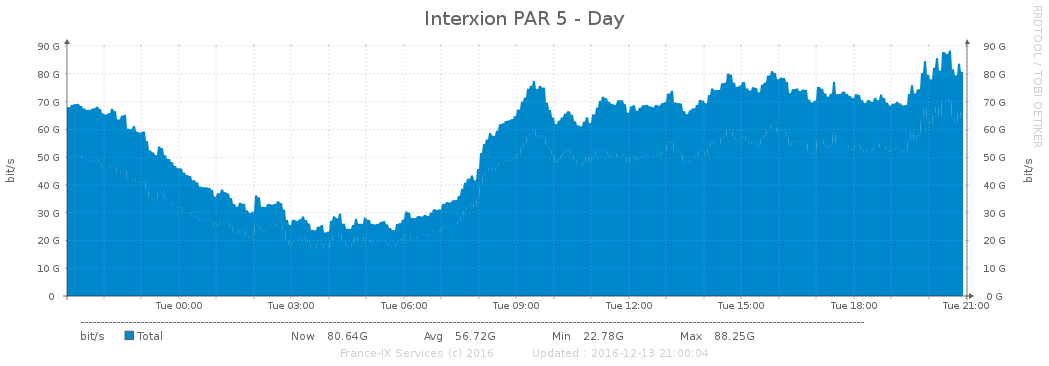 Interxion PAR 5 - Day
RRDTOOL / TOBI OETIKER
90 G 90 G
80 G 80 G
70 G 70 G
60 G 60 G
50 G 50 G
40 G 40 G
30 G 30 G
20 G 20 G
10 G 10 G
0 0 G
bit/s
bit/s
Tue 00:00 Tue 03:00 Tue 06:00 Tue 09:00 Tue 12:00 Tue 15:00 Tue 18:00 Tue 21:00
bit/s Total Now 80.64G Avg 56.72G Min 22.78G Max 88.25G
France-IX Services (c) 2016 Updated : 2016-12-13 21:00:04